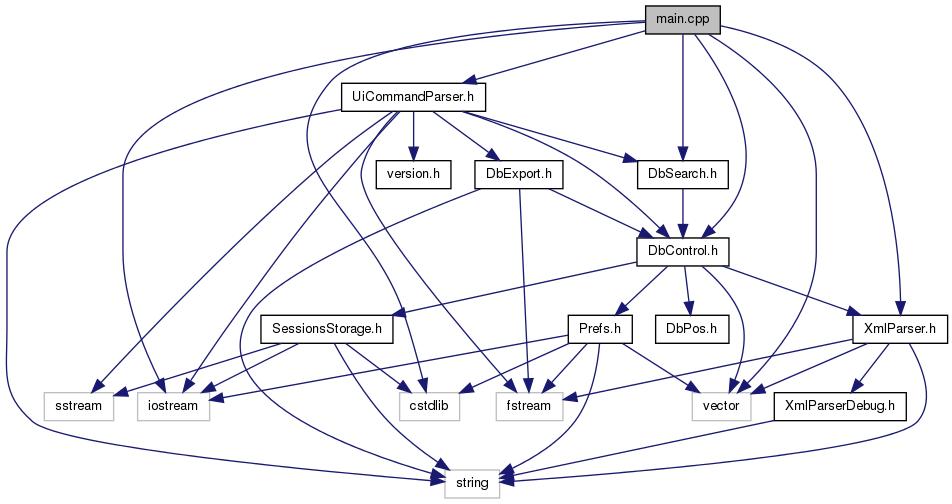 main.cpp
UiCommandParser.h
version.h
DbExport.h
DbSearch.h
DbControl.h
SessionsStorage.h
Prefs.h
DbPos.h
XmlParser.h
sstream
iostream
cstdlib
fstream
vector
XmlParserDebug.h
string